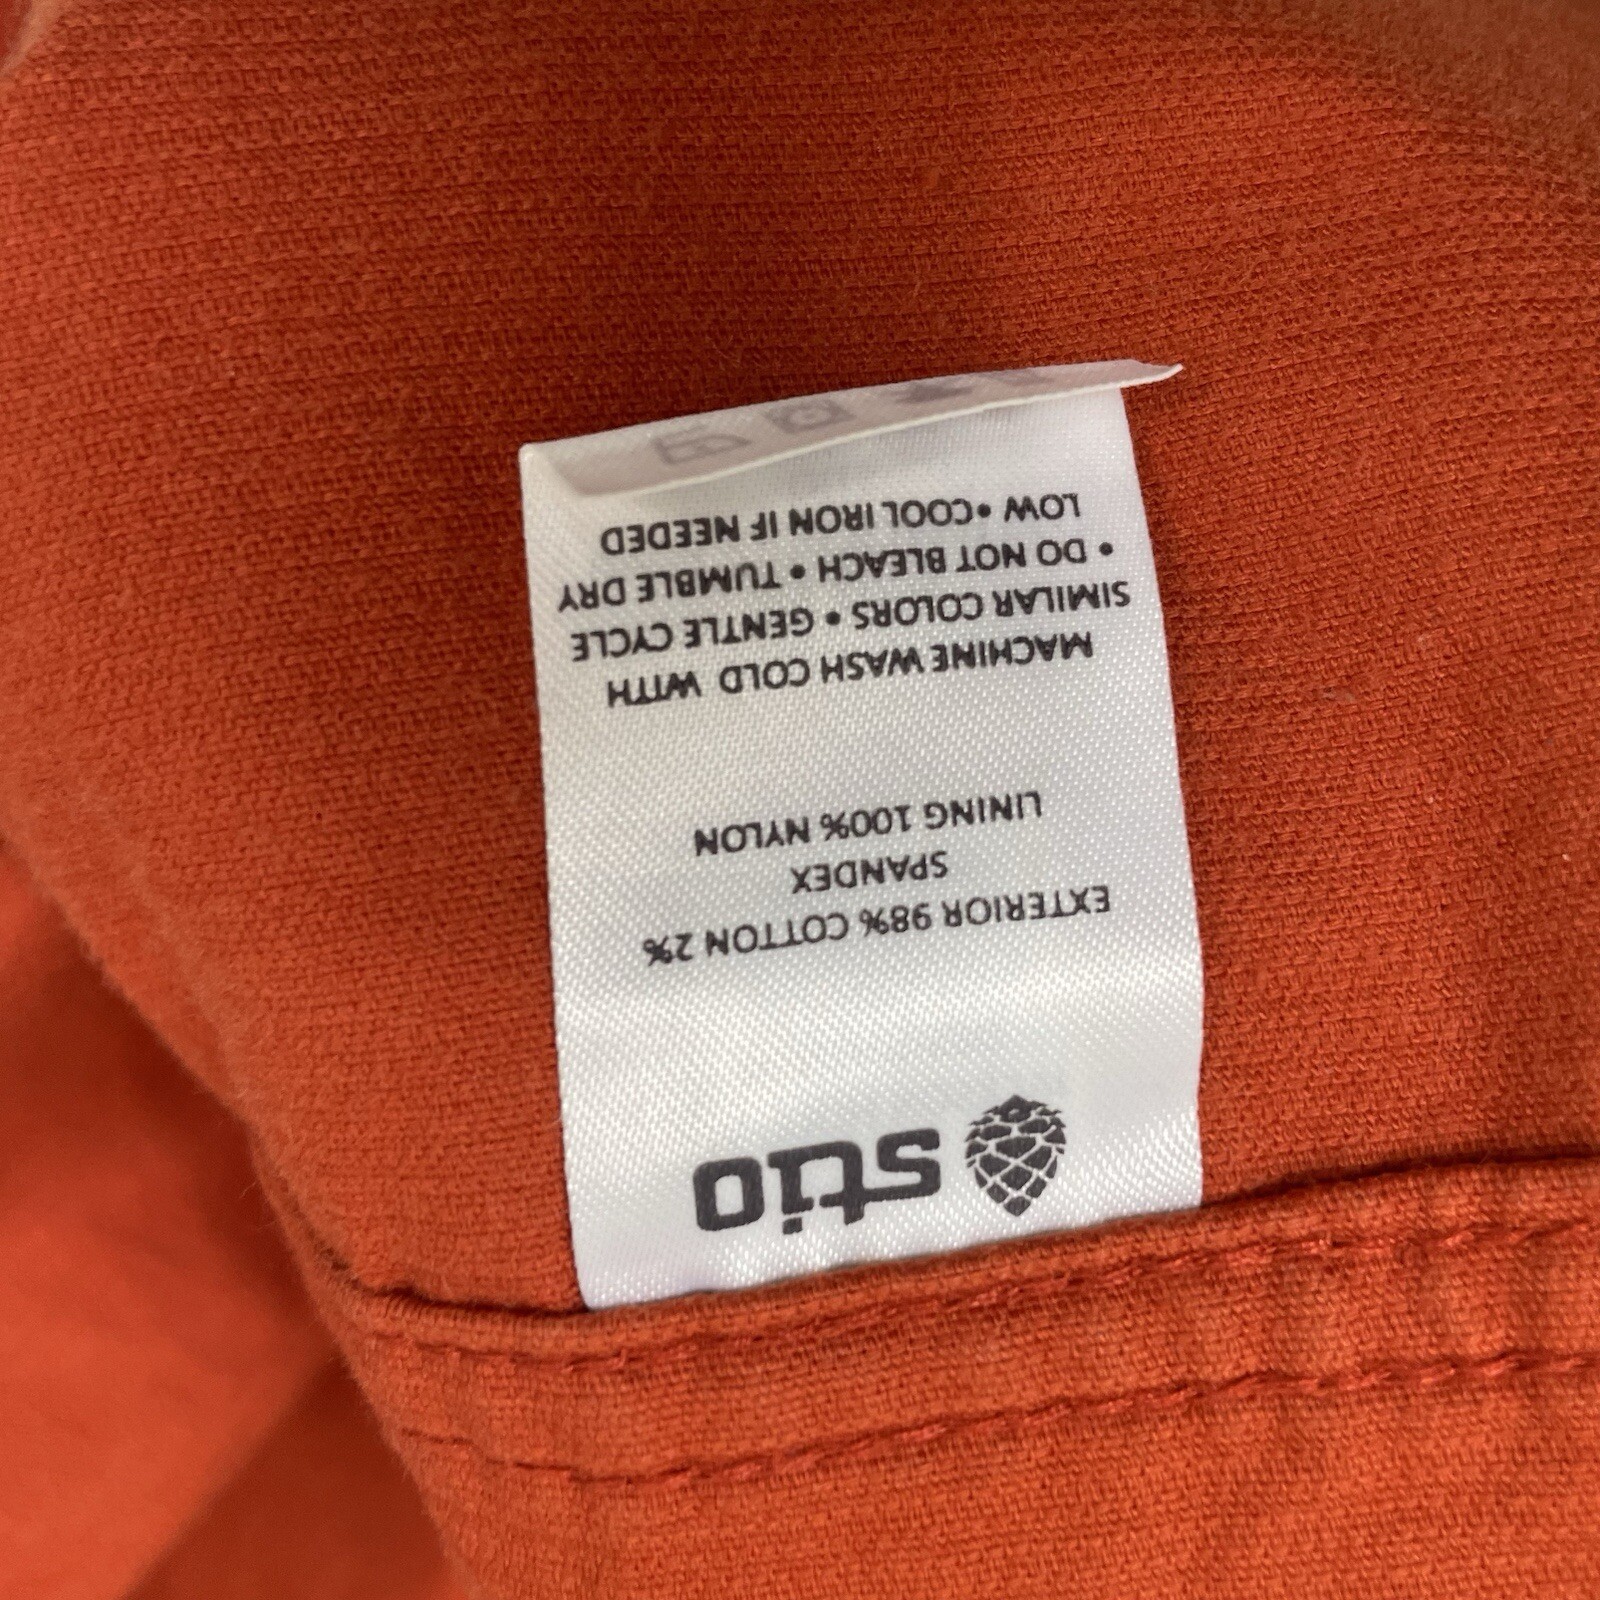 stio
EXTERIOR 98% COTTON 2%
SPANDEX
LINING 100% NYLON
MACHINE WASH COLD WITH
SIMILAR COLORS • GENTLE CYCLE
• DO NOT BLEACH • TUMBLE DRY
LOW • COOL IRON IF NEEDED